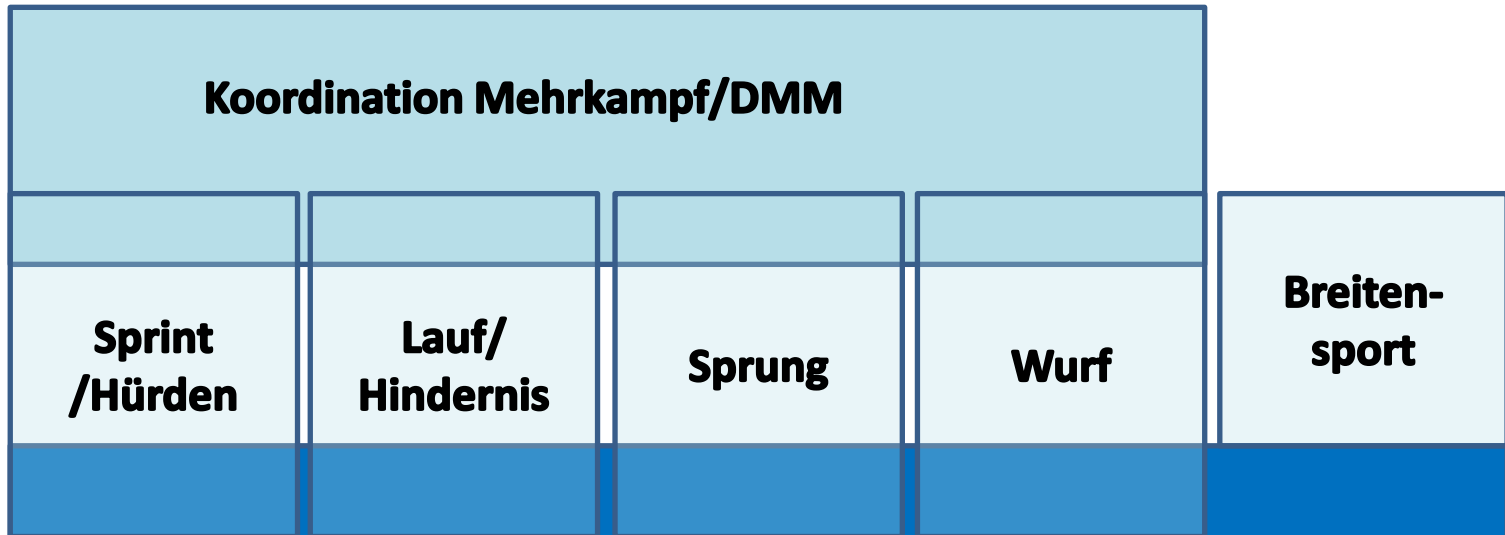 Koordination Mehrkampf/DMM
Sprint
/Hürden
Lauf/
Hindernis
Sprung
Wurf
Breiten-
sport